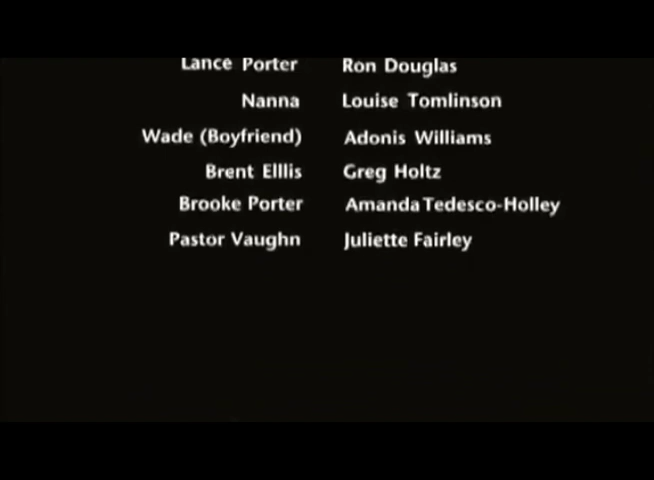 Lance Porter Ron Douglas
Nanna Louise Tomlinson
Wade (Boyfriend) Adonis Williams
Brent Elllis Greg Holtz
Brooke Porter Amanda Tedesco-Holley
Pastor Vaughn Juliette Fairley